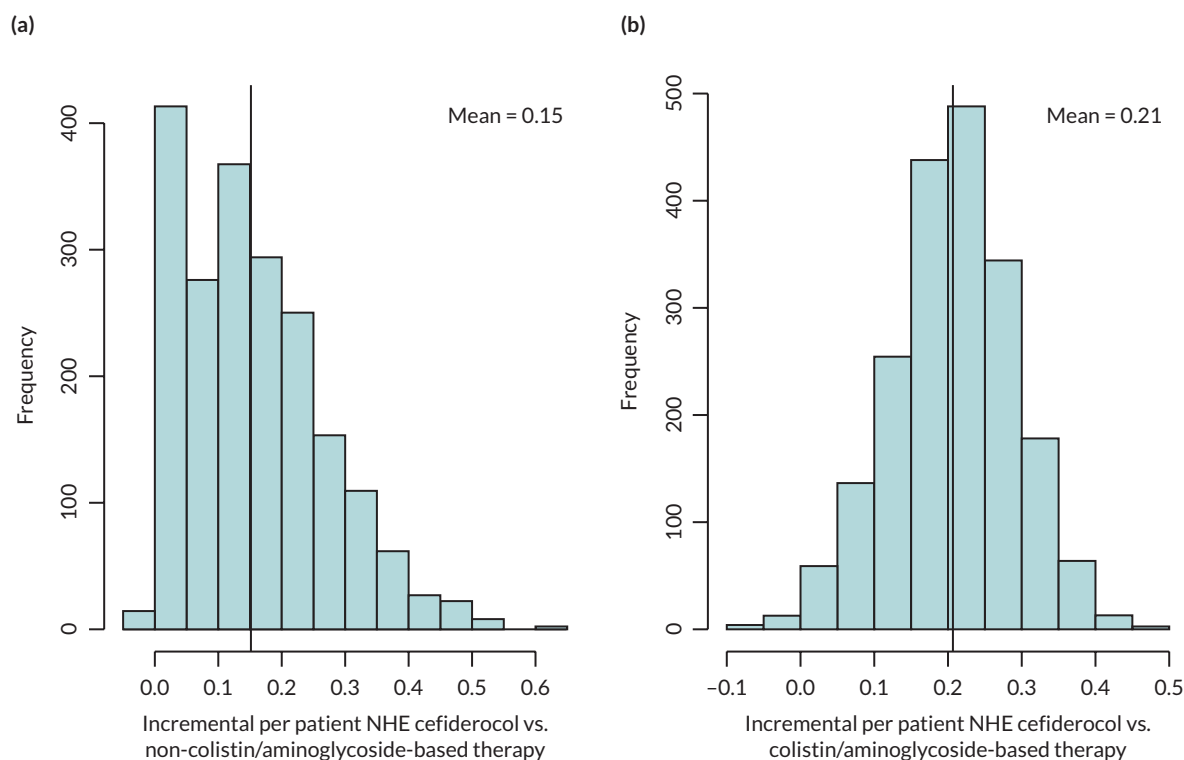 (a)
Mean = 0.15
Frequency
400
300
200
100
0
0.0 0.1 0.2 0.3 0.4 0.5 0.6
Incremental per patient NHE cefiderocol vs.
non-colistin/aminoglycoside-based therapy
(b)
Mean = 0.21
Frequency
500
400
300
200
100
0
–0.1 0.0 0.1 0.2 0.3 0.4 0.5
Incremental per patient NHE cefiderocol vs.
colistin/aminoglycoside-based therapy